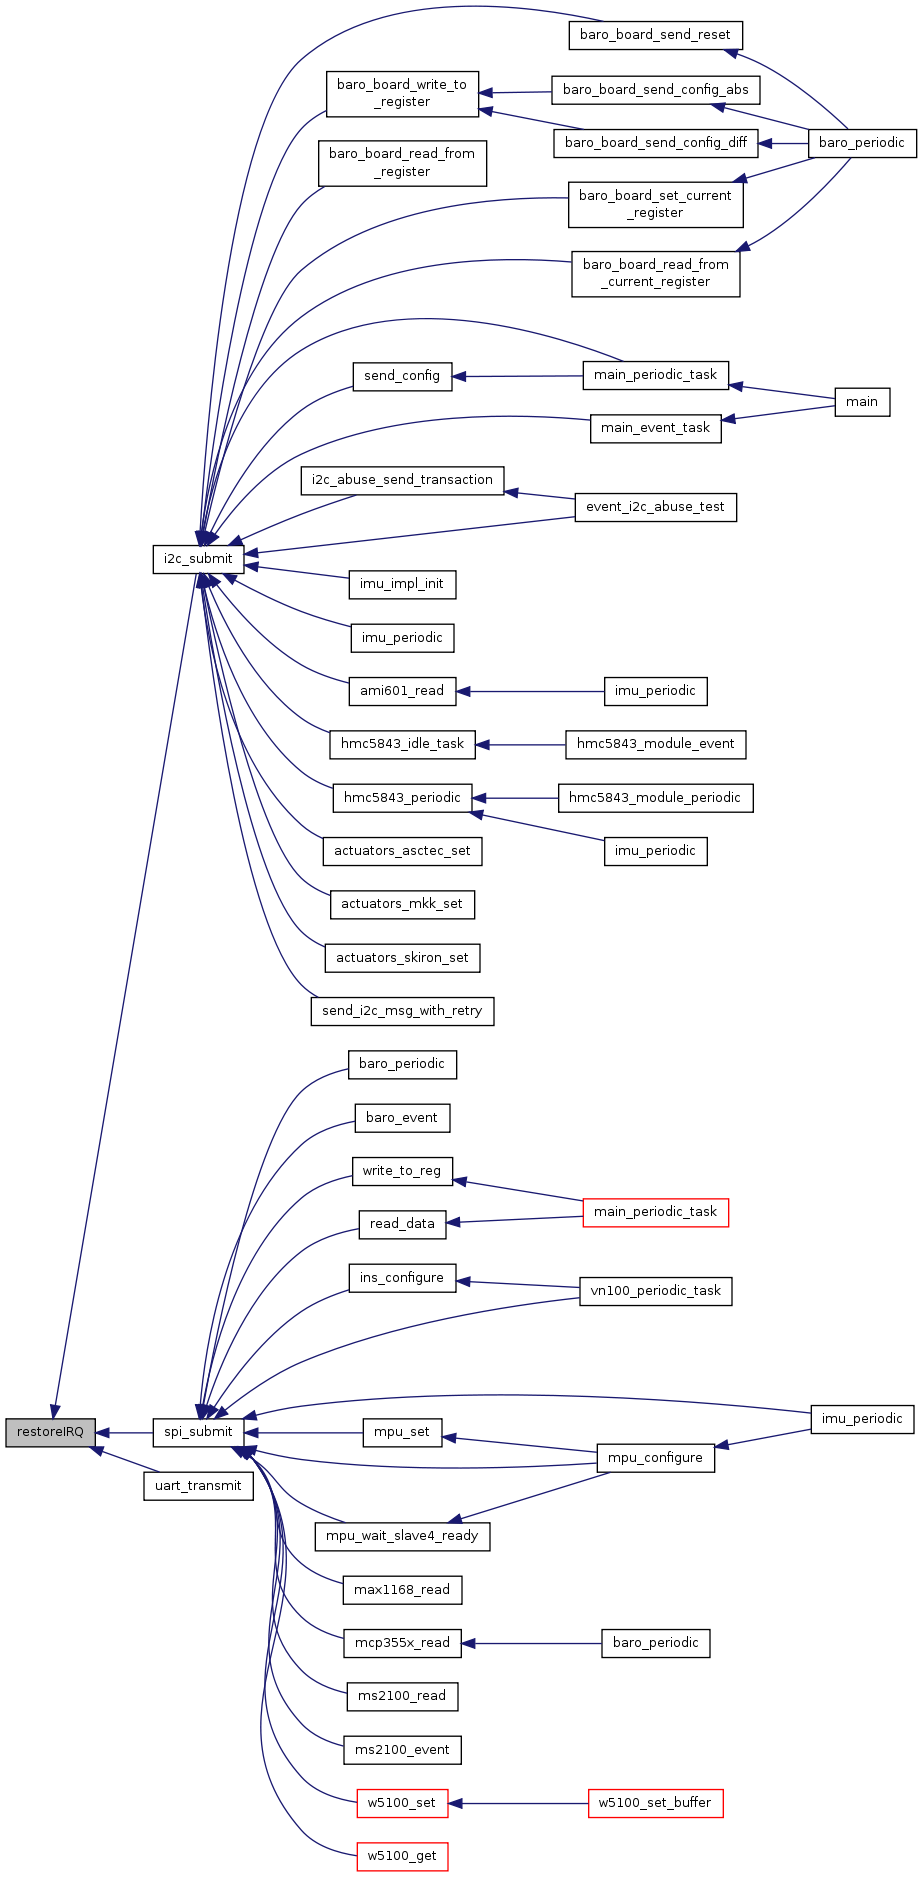 baro_board_send_reset
baro_board_write_to
_register
baro_board_send_config_abs
baro_board_send_config_diff
baro_periodic
baro_board_read_from
_register
baro_board_set_current
_register
baro_board_read_from
_current_register
send_config
main_periodic_task
main
main_event_task
i2c_abuse_send_transaction
event_i2c_abuse_test
i2c_submit
imu_impl_init
imu_periodic
ami601_read
imu_periodic
hmc5843_idle_task
hmc5843_module_event
hmc5843_periodic
hmc5843_module_periodic
imu_periodic
actuators_asctec_set
actuators_mkk_set
actuators_skiron_set
send_i2c_msg_with_retry
baro_periodic
baro_event
write_to_reg
main_periodic_task
read_data
ins_configure
vn100_periodic_task
imu_periodic
restoreIRQ
spi_submit
mpu_set
mpu_configure
uart_transmit
mpu_wait_slave4_ready
max1168_read
mcp355x_read
baro_periodic
ms2100_read
ms2100_event
w5100_set
w5100_set_buffer
w5100_get